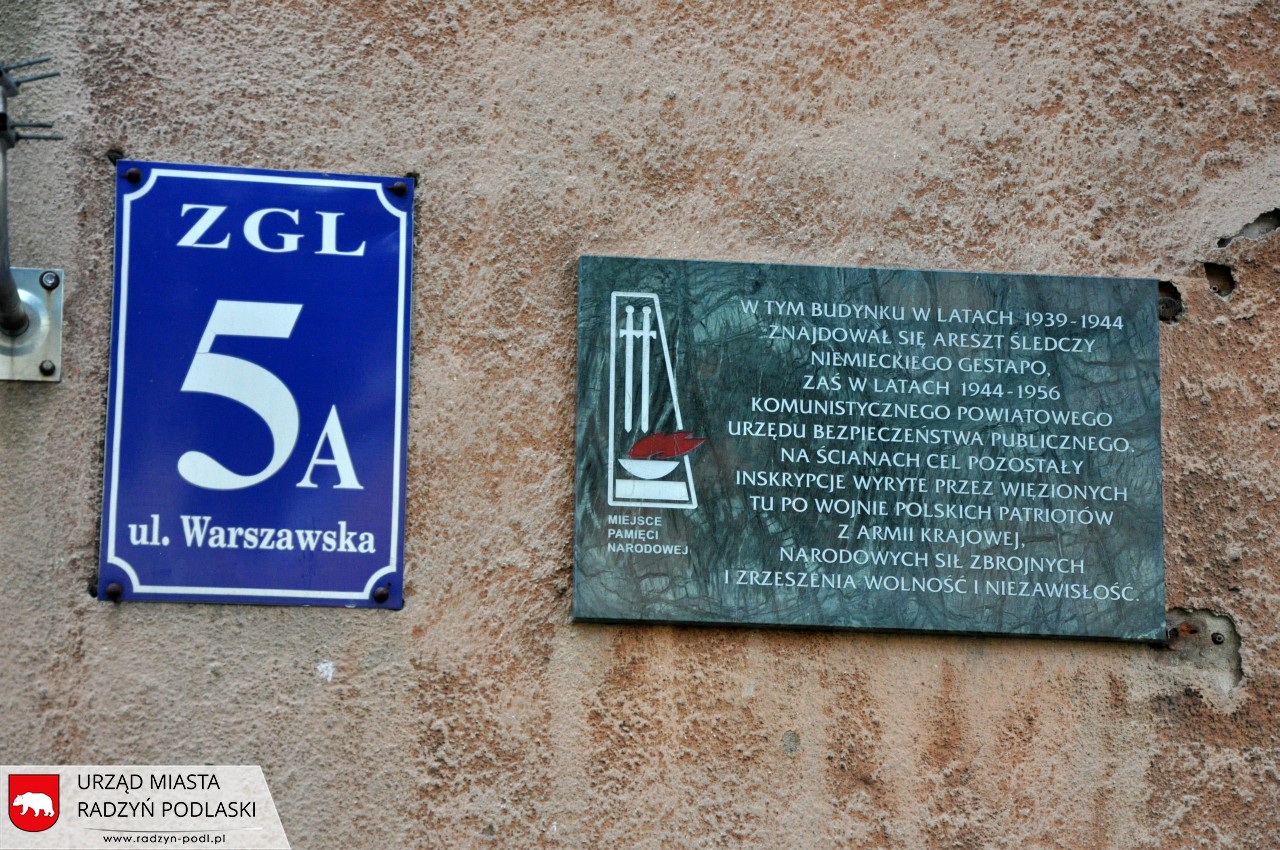 ZGL
5A
ul. Warszawska
W TYM BUDYNKU W LATACH 1939-1944
ZNAJDOWAŁ SIĘ ARESZT ŚLEDCZY
NIEMIECKIEGO GESTAPO,
ZAŚ W LATACH 1944-1956
KOMUNISTYCZNEGO POWIATOWEGO
URZĘDU BEZPIECZEŃSTWA PUBLICZNEGO.
NA ŚCIANACH CEL POZOSTAŁY
INSKRYPCJE WYRYTE PRZEZ WIĘZIONYCH
TU PO WOJNIE POLSKICH PATRIOTÓW
Z ARMII KRAJOWEJ,
NARODOWYCH SIŁ ZBROJNYCH
I ZRZESZENIA WOLNOŚĆ I NIEZAWISŁOŚĆ.
MIEJSCE
PAMIĘCI
NARODOWEJ
URZĄD MIASTA
RADZYŃ PODLASKI
www.radzyn-podl.pl